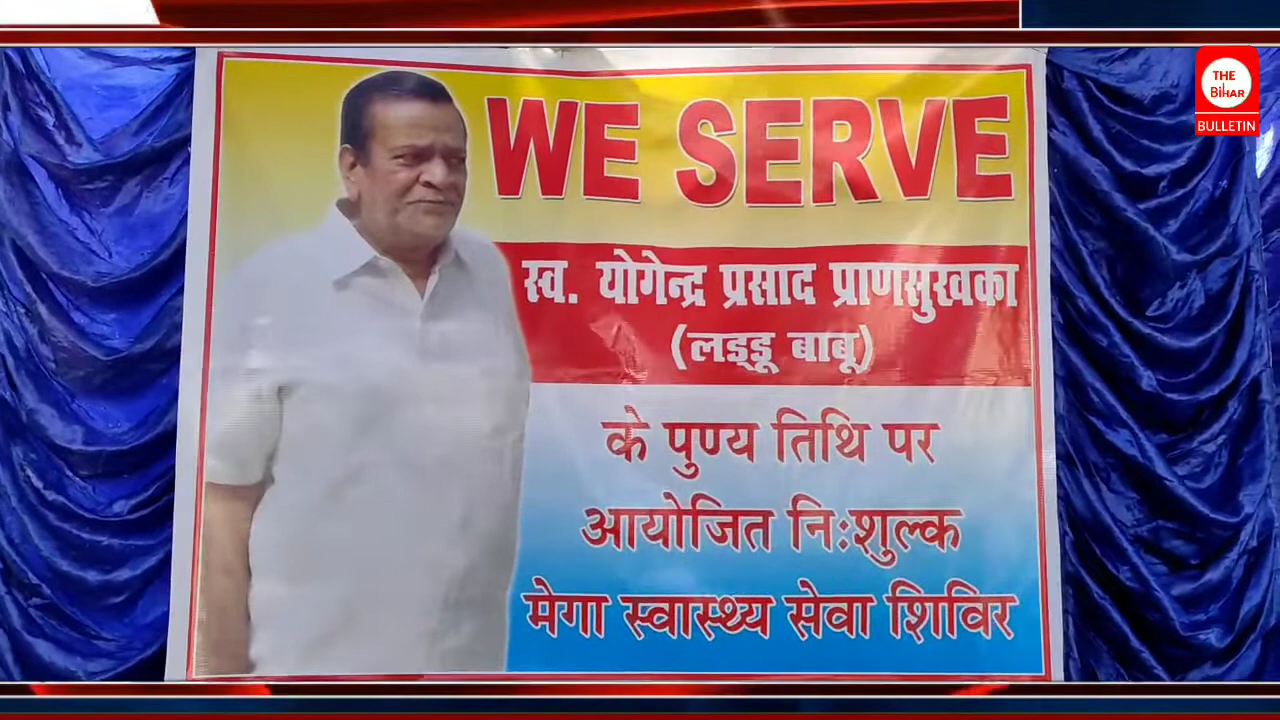 THE
BiHAR
BULLETIN
WE SERVE
स्व. योगेन्द्र प्रसाद प्राणसुखका
(लड्डू बाबू)
के पुण्य तिथि पर
आयोजित निःशुल्क
मेगा स्वास्थ्य सेवा शिविर